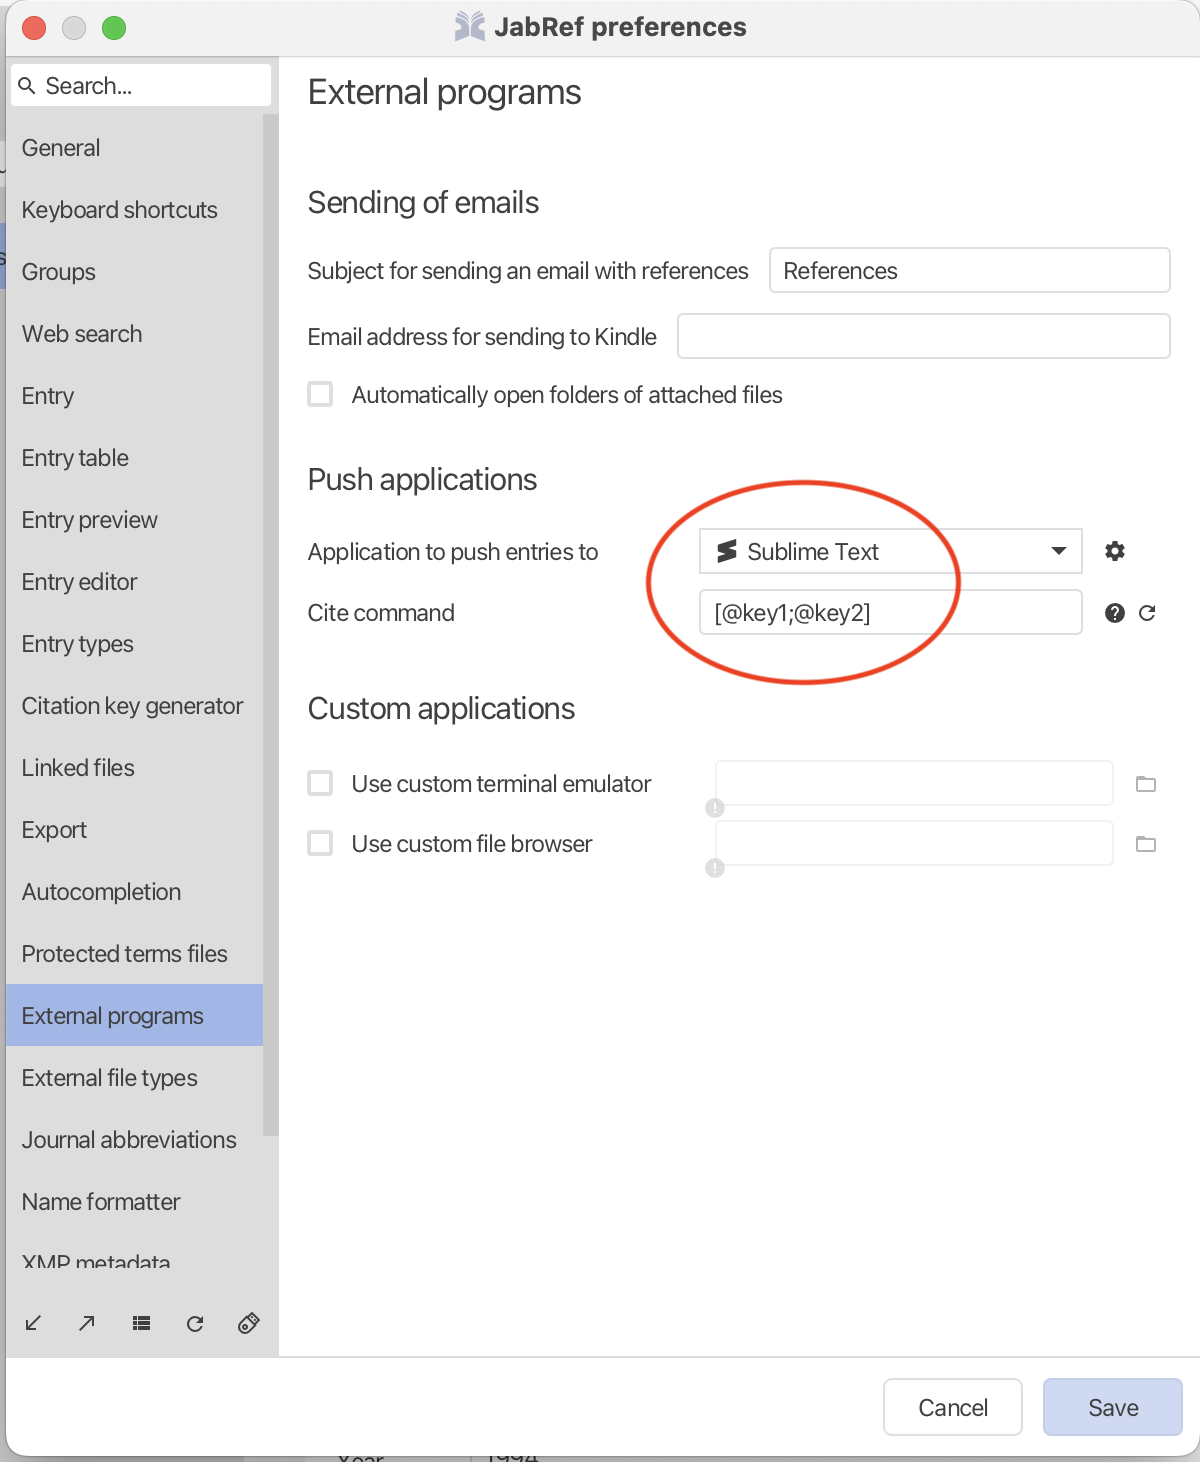 JabRef preferences
Search...
General
Keyboard shortcuts
Groups
Web search
Entry
Entry table
Entry preview
Entry editor
Entry types
Citation key generator
Linked files
Export
Autocompletion
Protected terms files
External programs
External file types
Journal abbreviations
Name formatter
XMP metadata
External programs
Sending of emails
Subject for sending an email with references References
Email address for sending to Kindle
Automatically open folders of attached files
Push applications
Application to push entries to Sublime Text
Cite command [@key1;@key2]
Custom applications
Use custom terminal emulator
Use custom file browser
Cancel Save
Year 1994